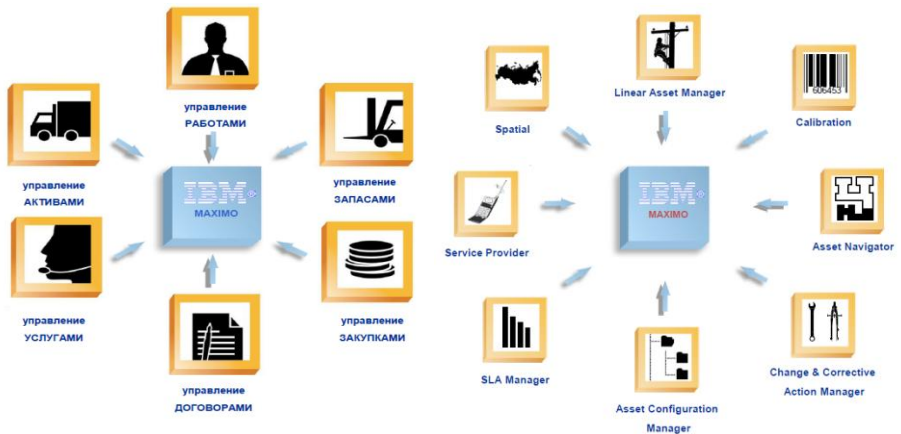 управление
РАБОТАМИ
управление
АКТИВАМИ
управление
ЗАПАСАМИ
IBM®
MAXIMO
управление
УСЛУГАМИ
управление
ЗАКУПКАМИ
управление
ДОГОВОРАМИ
Linear Asset Manager
606453
Spatial
Calibration
IBM®
MAXIMO
Service Provider
Asset Navigator
SLA Manager
Change & Corrective
Action Manager
Asset Configuration
Manager